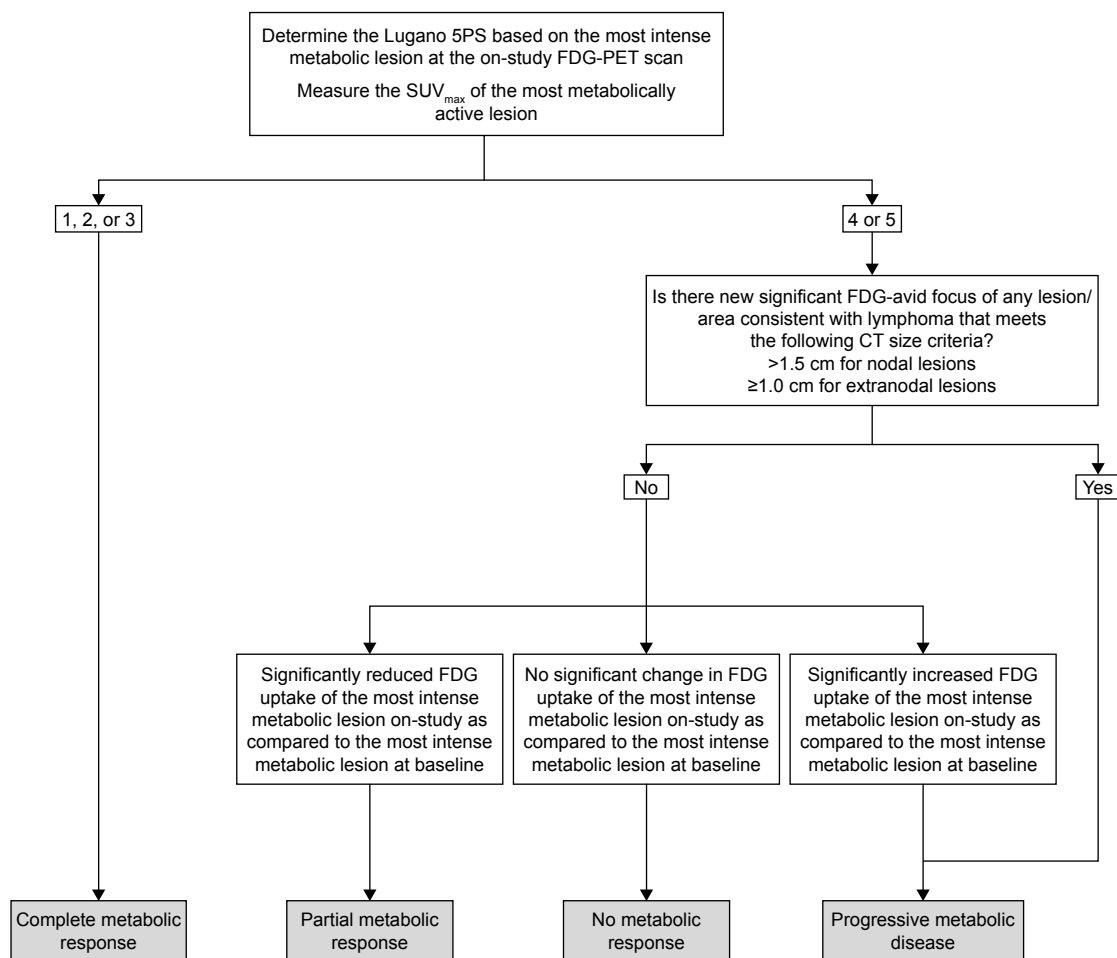 Determine the Lugano 5PS based on the most intense
metabolic lesion at the on-study FDG-PET scan
Measure the SUVmax of the most metabolically
active lesion
1, 2, or 3
4 or 5
Is there new significant FDG-avid focus of any lesion/
area consistent with lymphoma that meets
the following CT size criteria?
>1.5 cm for nodal lesions
≥1.0 cm for extranodal lesions
No
Yes
Significantly reduced FDG
uptake of the most intense
metabolic lesion on-study as
compared to the most intense
metabolic lesion at baseline
No significant change in FDG
uptake of the most intense
metabolic lesion on-study as
compared to the most intense
metabolic lesion at baseline
Significantly increased FDG
uptake of the most intense
metabolic lesion on-study as
compared to the most intense
metabolic lesion at baseline
Complete metabolic
response
Partial metabolic
response
No metabolic
response
Progressive metabolic
disease